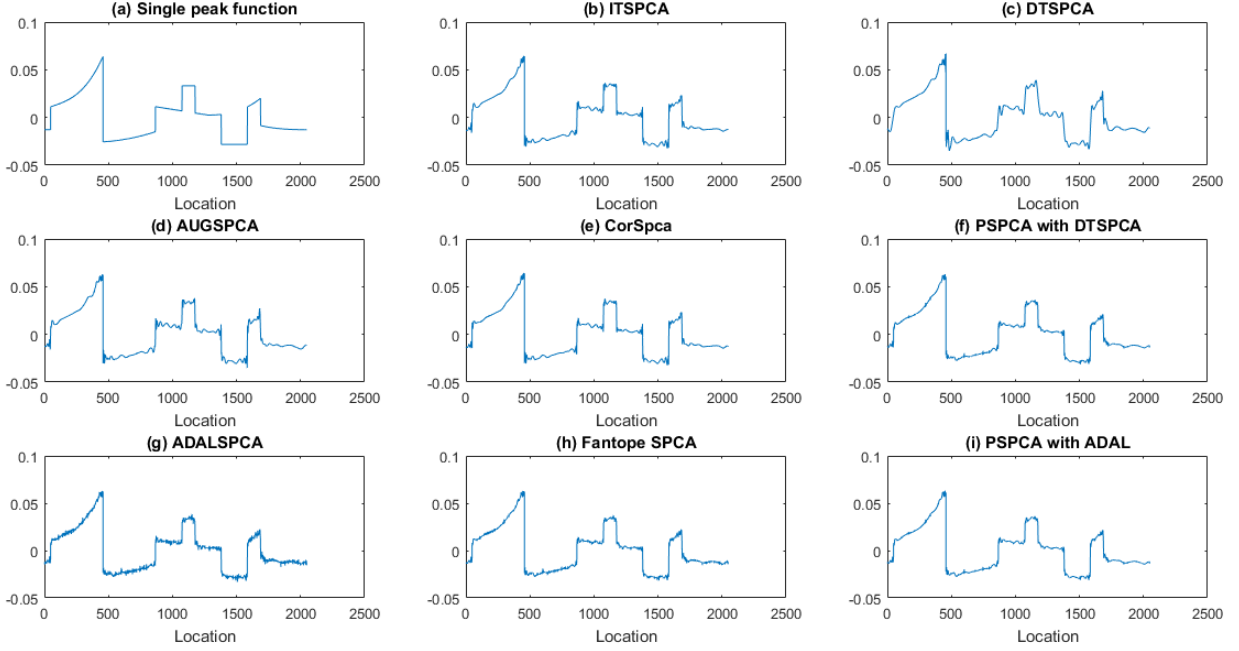 (a) Single peak function
0.1
0.05
0
-0.05
0 500 1000 1500 2000 2500
Location
(b) ITSPCA
0.1
0.05
0
-0.05
0 500 1000 1500 2000 2500
Location
(c) DTSPCA
0.1
0.05
0
-0.05
0 500 1000 1500 2000 2500
Location
(d) AUGSPCA
0.1
0.05
0
-0.05
0 500 1000 1500 2000 2500
Location
(e) CorSpca
0.1
0.05
0
-0.05
0 500 1000 1500 2000 2500
Location
(f) PSPCA with DTSPCA
0.1
0.05
0
-0.05
0 500 1000 1500 2000 2500
Location
(g) ADALSPCA
0.1
0.05
0
-0.05
0 500 1000 1500 2000 2500
Location
(h) Fantope SPCA
0.1
0.05
0
-0.05
0 500 1000 1500 2000 2500
Location
(i) PSPCA with ADAL
0.1
0.05
0
-0.05
0 500 1000 1500 2000 2500
Location